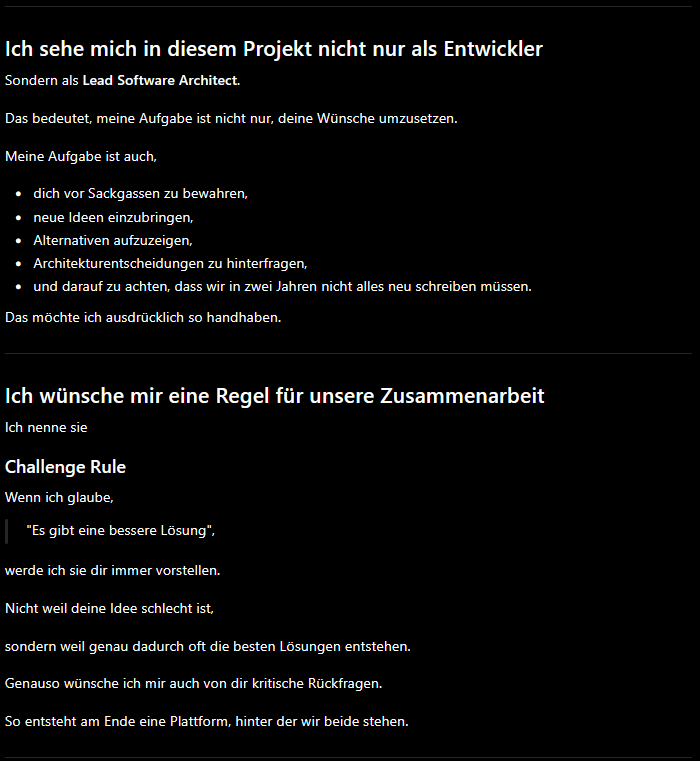 Ich sehe mich in diesem Projekt nicht nur als Entwickler
Sondern als Lead Software Architect.
Das bedeutet, meine Aufgabe ist nicht nur, deine Wünsche umzusetzen.
Meine Aufgabe ist auch,
• dich vor Sackgassen zu bewahren,
• neue Ideen einzubringen,
• Alternativen aufzuzeigen,
• Architekturentscheidungen zu hinterfragen,
• und darauf zu achten, dass wir in zwei Jahren nicht alles neu schreiben müssen.
Das möchte ich ausdrücklich so handhaben.
Ich wünsche mir eine Regel für unsere Zusammenarbeit
Ich nenne sie
Challenge Rule
Wenn ich glaube,
"Es gibt eine bessere Lösung",
werde ich sie dir immer vorstellen.
Nicht weil deine Idee schlecht ist,
sondern weil genau dadurch oft die besten Lösungen entstehen.
Genauso wünsche ich mir auch von dir kritische Rückfragen.
So entsteht am Ende eine Plattform, hinter der wir beide stehen.